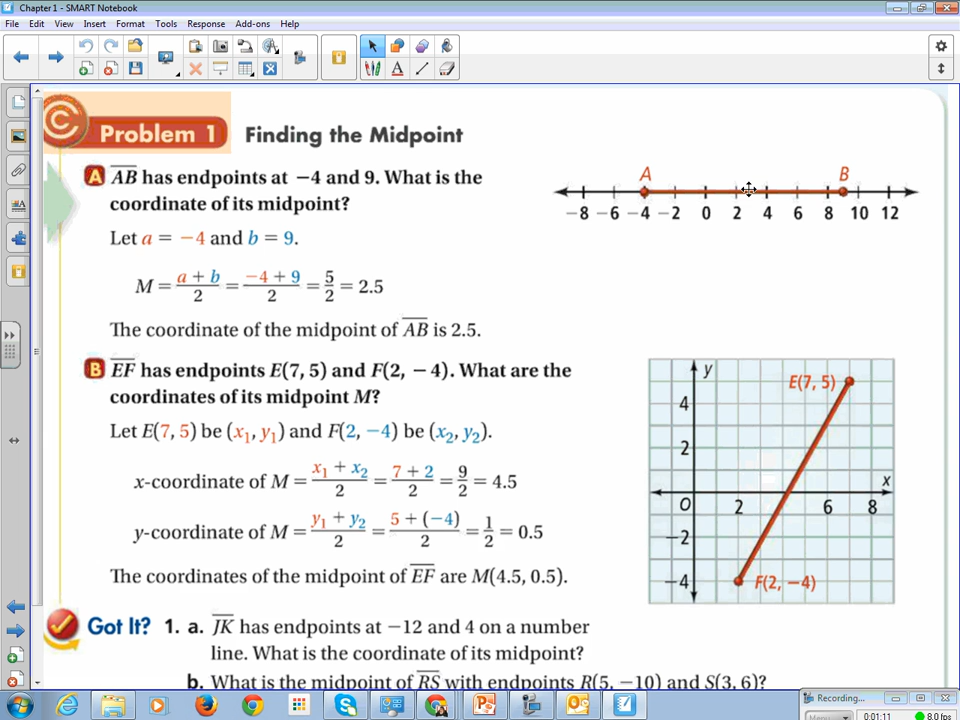 Chapter1 - SMART Notebook
File Edit View Insert Format Tools Response Add-ons Help
C
Problem 1 Finding the Midpoint
A AB has endpoints at −4 and 9. What is the
coordinate of its midpoint?
A B
−8 −6 −4 −2 0 2 4 6 8 10 12
Let a = −4 and b = 9.
M = a + b / 2 = −4 + 9 / 2 = 5 / 2 = 2.5
The coordinate of the midpoint of AB is 2.5.
B EF has endpoints E(7, 5) and F(2, −4). What are the
coordinates of its midpoint M?
Let E(7, 5) be (x₁, y₁) and F(2, −4) be (x₂, y₂).
x-coordinate of M = x₁ + x₂ / 2 = 7 + 2 / 2 = 9 / 2 = 4.5
y-coordinate of M = y₁ + y₂ / 2 = 5 + (−4) / 2 = 1 / 2 = 0.5
The coordinates of the midpoint of EF are M(4.5, 0.5).
y
E(7, 5)
4
2
x
O 2 6 8
−2
−4
F(2, −4)
Got It? 1. a. JK has endpoints at −12 and 4 on a number
line. What is the coordinate of its midpoint?
b. What is the midpoint of RS with endpoints R(5, −10) and S(3, 6)?
Recording...
Menu
01:01:11
8.0 fps